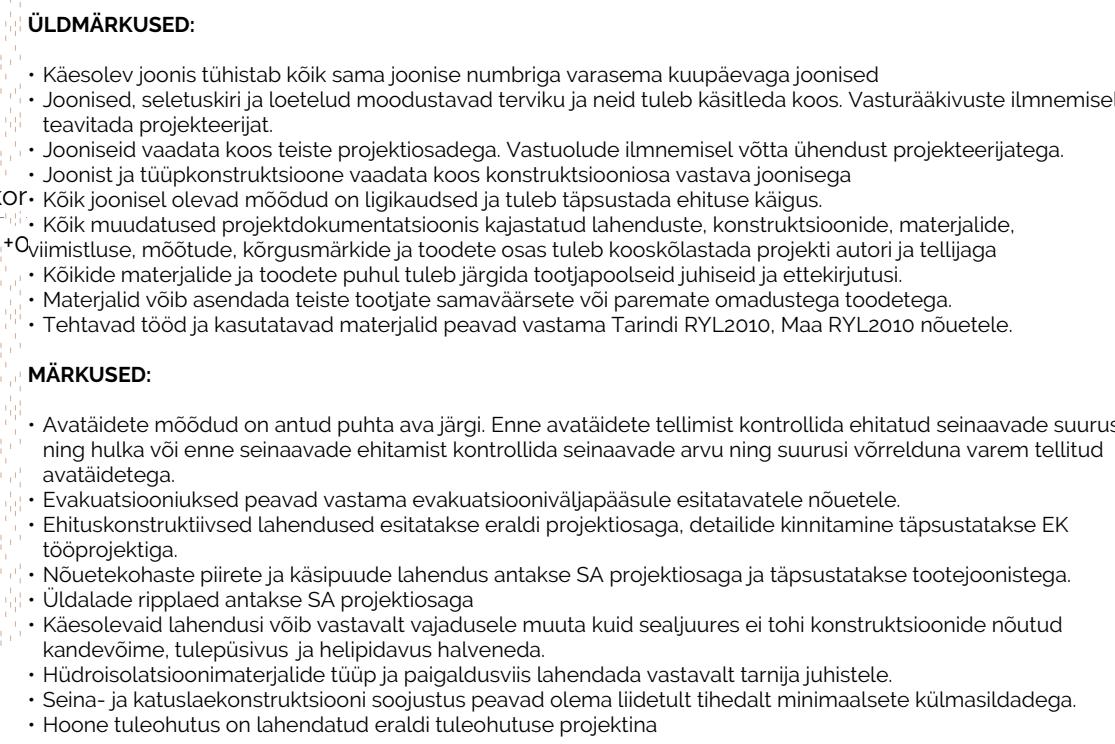 ÜLDMÄRKUSED:
• Käesolev joonis tühistab kõik sama joonise numbriga varasema kuupäevaga joonised
• Joonised, seletuskiri ja loetelud moodustavad terviku ja neid tuleb käsitleda koos. Vasturääkivuste ilmnemisel
teavitada projekteerijat.
• Jooniseid vaadata koos teiste projektiosadega. Vastuolude ilmnemisel võtta ühendust projekteerijatega.
• Joonist ja tüüpkonstruktsioone vaadata koos konstruktsiooniosa vastava joonisega
• Kõik joonisel olevad mõõdud on ligikaudsed ja tuleb täpsustada ehituse käigus.
• Kõik muudatused projektdokumentatsioonis kajastatud lahenduste, konstruktsioonide, materjalide,
viimistluse, mõõtude, kõrgusmärkide ja toodete osas tuleb kooskõlastada projekti autori ja tellijaga
• Kõikide materjalide ja toodete puhul tuleb järgida tootjapoolseid juhiseid ja ettekirjutusi.
• Materjalid võib asendada teiste tootjate samaväärsete või paremate omadustega toodetega.
• Tehtavad tööd ja kasutatavad materjalid peavad vastama Tarindi RYL2010, Maa RYL2010 nõuetele.
MÄRKUSED:
• Avatäidete mõõdud on antud puhta ava järgi. Enne avatäidete tellimist kontrollida ehitatud seinaavade suurus
ning hulka või enne seinaavade ehitamist kontrollida seinaavade arvu ning suurusi võrrelduna varem tellitud
avatäidetega.
• Evakuatsiooniuksed peavad vastama evakuatsiooniväljapääsule esitatavatele nõuetele.
• Ehituskonstruktiivsed lahendused esitatakse eraldi projektiosaga, detailide kinnitamine täpsustatakse EK
tööprojektiga.
• Nõuetekohaste piirete ja käsipuude lahendus antakse SA projektiosaga ja täpsustatakse tootejoonistega.
• Üldalade ripplaed antakse SA projektiosaga
• Käesolevaid lahendusi võib vastavalt vajadusele muuta kuid sealjuures ei tohi konstruktsioonide nõutud
kandevõime, tulepüsivus ja helipidavus halveneda.
• Hüdroisolatsioonimaterjalide tüüp ja paigaldusviis lahendada vastavalt tarnija juhistele.
• Seina- ja katuslaekonstruktsiooni soojustus peavad olema liidetult tihedalt minimaalsete külmasildadega.
• Hoone tuleohutus on lahendatud eraldi tuleohutuse projektina